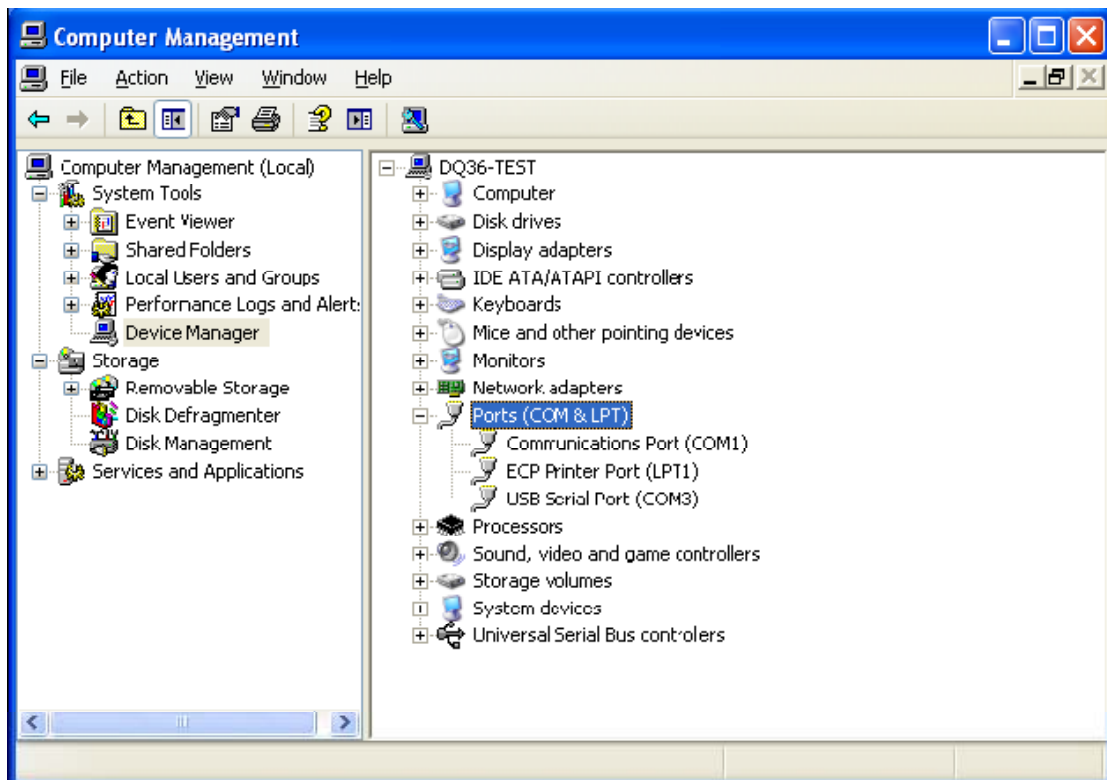 Computer Management
File Action View Window Help
Computer Management (Local)
System Tools
Event Viewer
Shared Folders
Local Users and Groups
Performance Logs and Alert:
Device Manager
Storage
Removable Storage
Disk Defragmenter
Disk Management
Services and Applications
DQ36-TEST
Computer
Disk drives
Display adapters
IDE ATA/ATAPI controllers
Keyboards
Mice and other pointing devices
Monitors
Network adapters
Ports (COM & LPT)
Communications Port (COM1)
ECP Printer Port (LPT1)
USB Serial Port (COM3)
Processors
Sound, video and game controllers
Storage volumes
System devices
Universal Serial Bus controllers